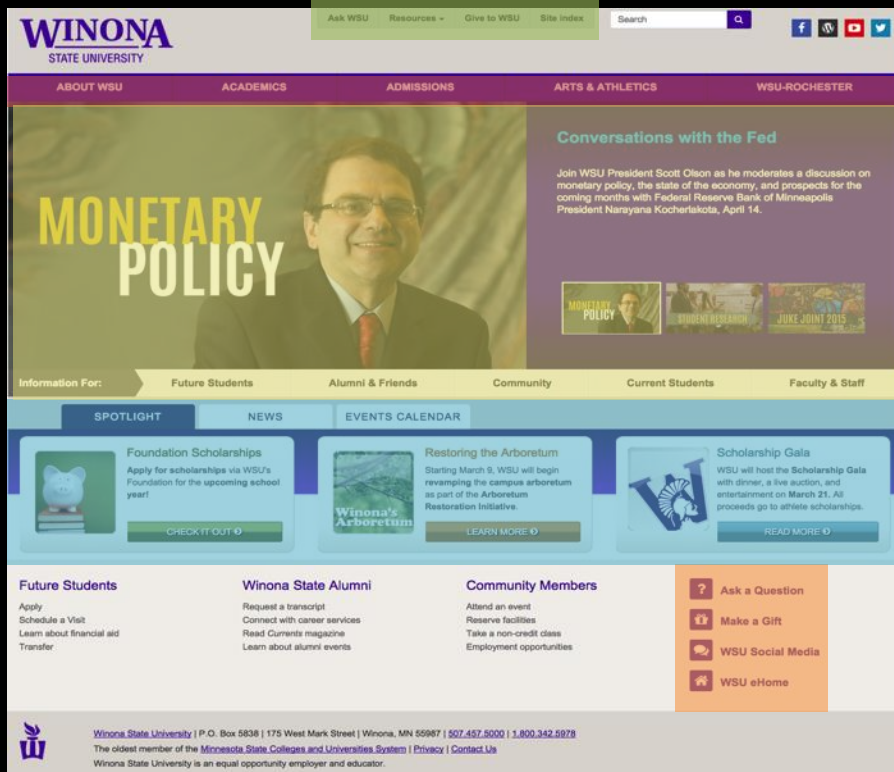 WINONA
STATE UNIVERSITY
Ask WSU Resources Give to WSU Site Index Search
ABOUT WSU ACADEMICS ADMISSIONS ARTS & ATHLETICS WSU-ROCHESTER
MONETARY
POLICY
Conversations with the Fed
Join WSU President Scott Olson as he moderates a discussion on
monetary policy, the state of the economy, and prospects for the
coming months with Federal Reserve Bank of Minneapolis
President Narayana Kocherlakota, April 14.
MONETARY
POLICY
STUDENT RESEARCH
JUKE JOINT 2015
Information For: Future Students Alumni & Friends Community Current Students Faculty & Staff
SPOTLIGHT NEWS EVENTS CALENDAR
Foundation Scholarships
Apply for scholarships via WSU's
Foundation for the upcoming school
year!
CHECK IT OUT
Winona's
Arboretum
Restoring the Arboretum
Starting March 9, WSU will begin
revamping the campus arboretum
as part of the Arboretum
Restoration Initiative.
LEARN MORE
W
Scholarship Gala
WSU will host the Scholarship Gala
with dinner, a live auction, and
entertainment on March 21. All
proceeds go to athlete scholarships.
READ MORE
Future Students
Apply
Schedule a Visit
Learn about financial aid
Transfer
Winona State Alumni
Request a transcript
Connect with career services
Read Currents magazine
Learn about alumni events
Community Members
Attend an event
Reserve facilities
Take a non-credit class
Employment opportunities
? Ask a Question
Make a Gift
WSU Social Media
WSU eHome
W
Winona State University | P.O. Box 5838 | 175 West Mark Street | Winona, MN 55987 | 507.457.5000 | 1.800.342.5978
The oldest member of the Minnesota State Colleges and Universities System | Privacy | Contact Us
Winona State University is an equal opportunity employer and educator.